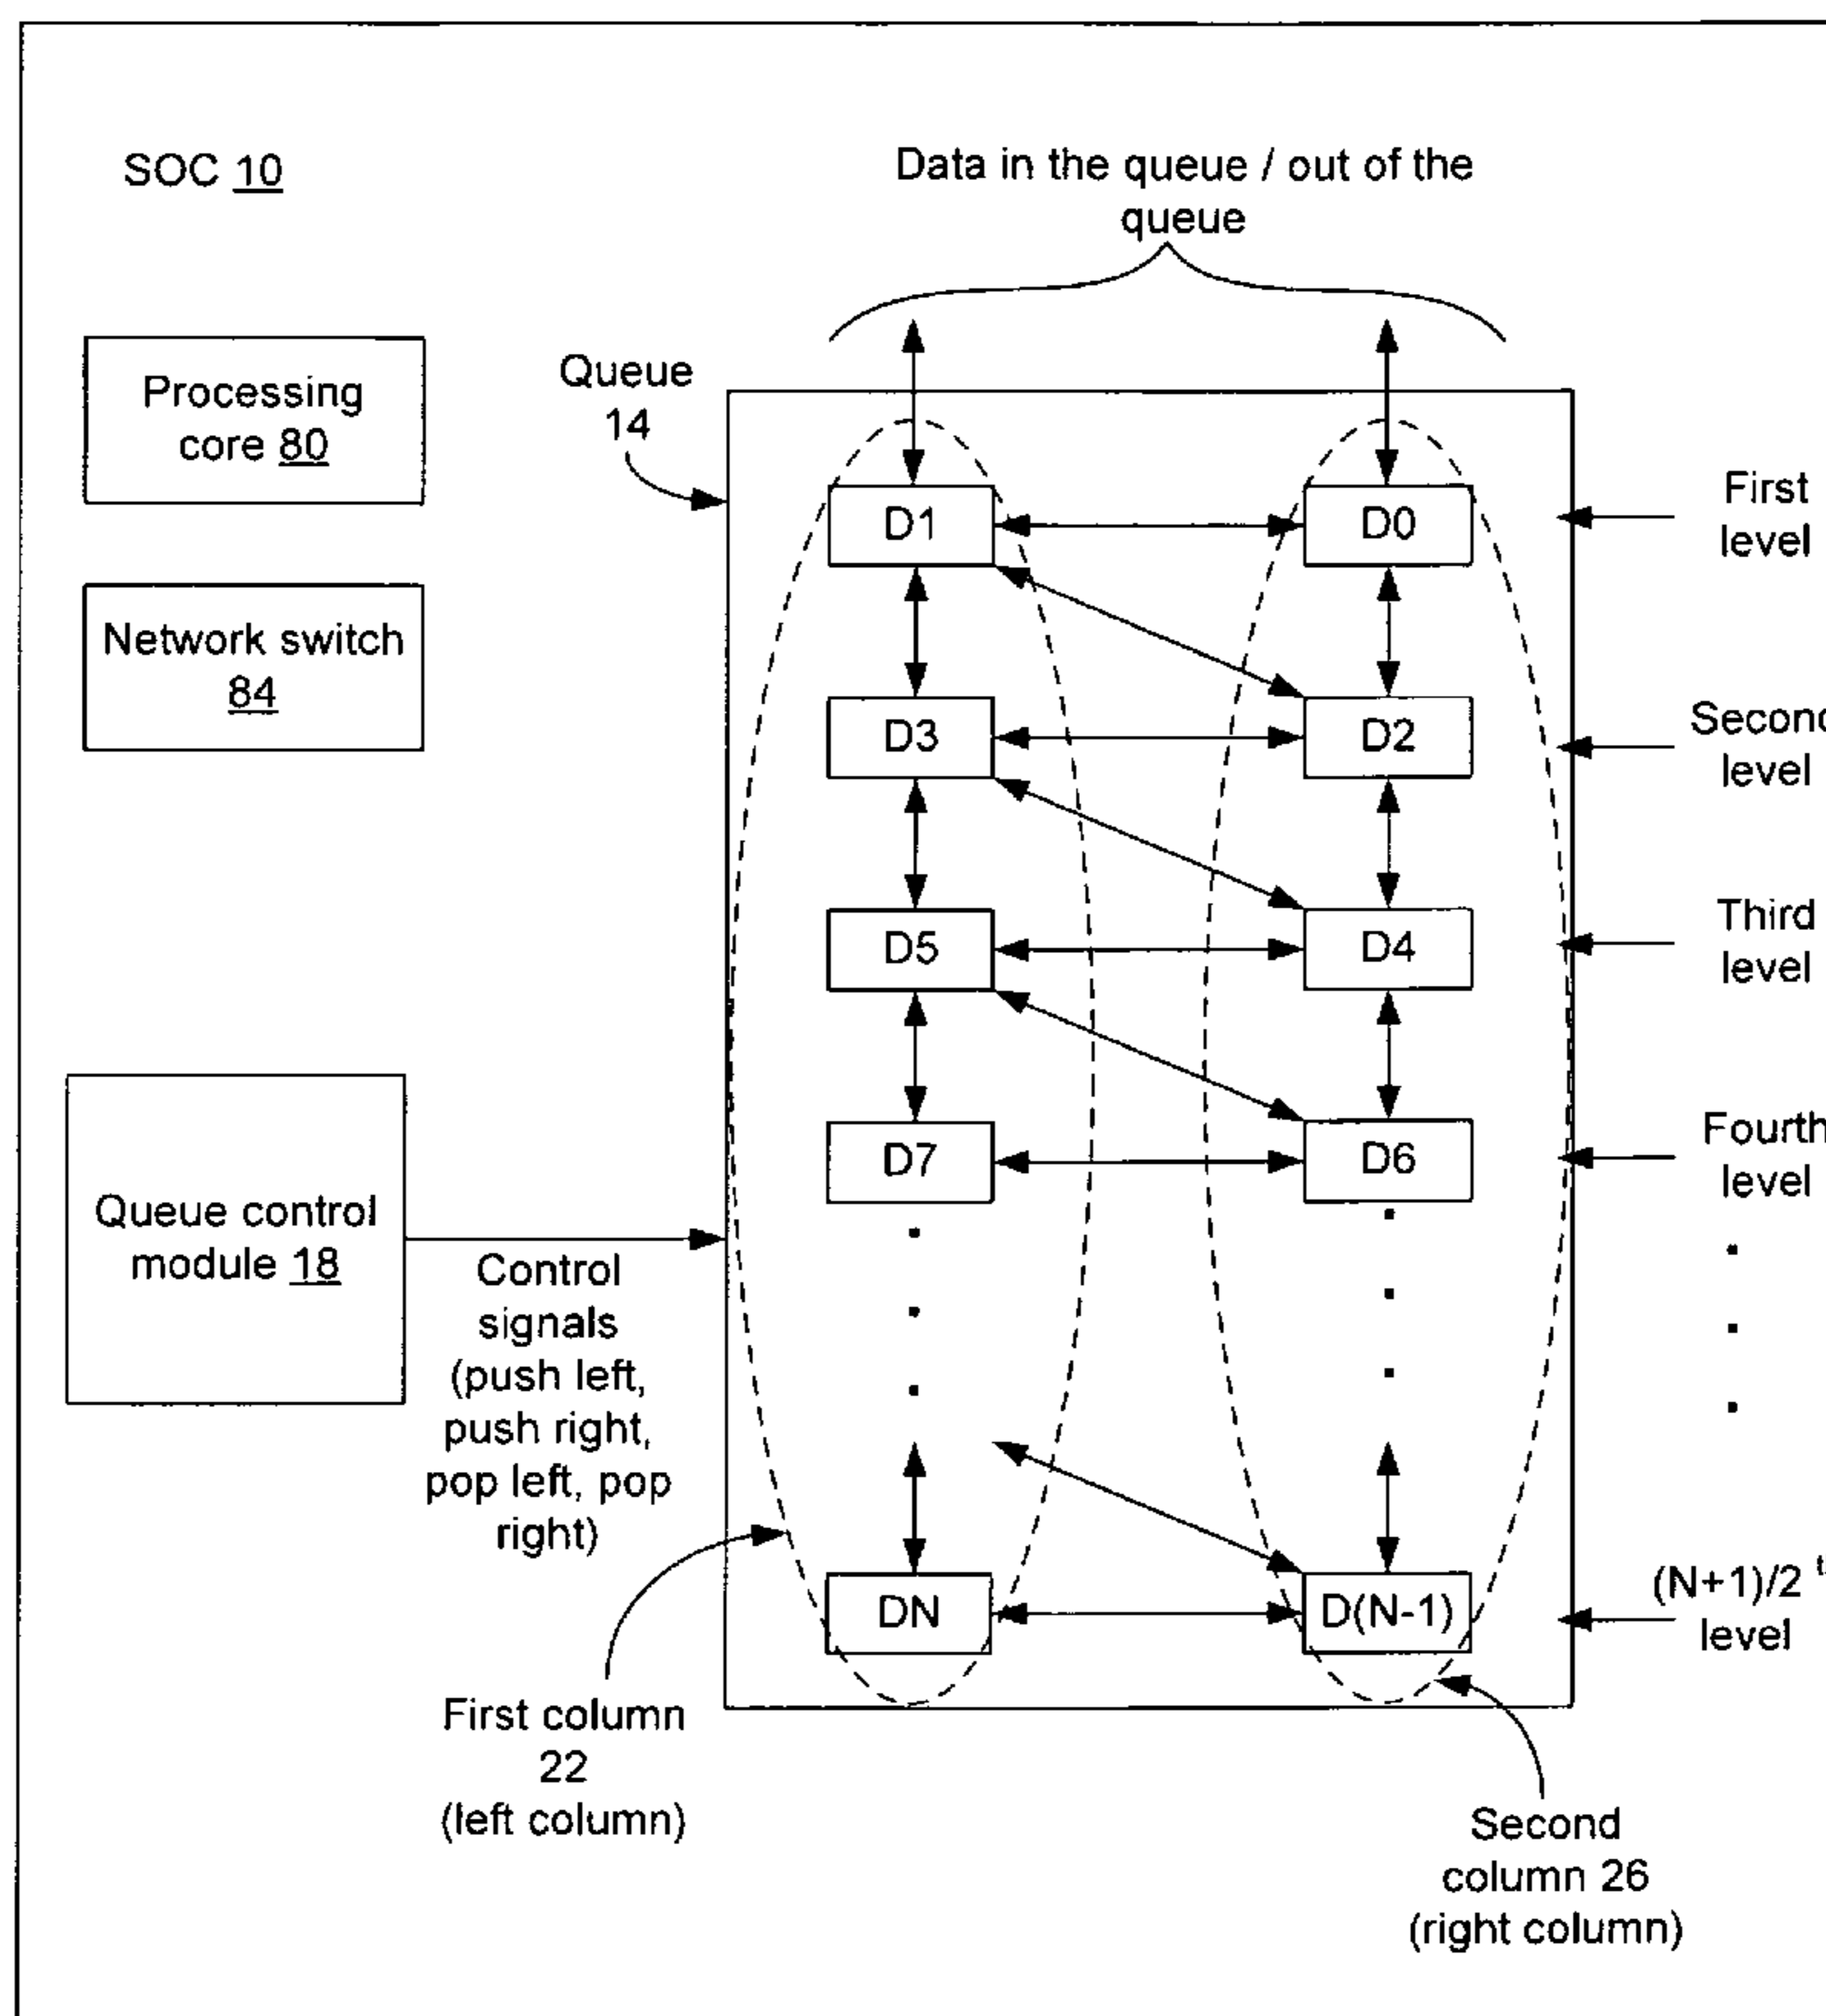 SOC 10
Data in the queue / out of the
queue
Processing
core 80
Queue
14
Network switch
84
D1
D0
First
level
D3
D2
Second
level
D5
D4
Third
level
D7
D6
Fourth
level
Queue control
module 18
Control
signals
(push left,
push right,
pop left, pop
right)
DN
D(N-1)
(N+1)/2
level
First column
22
(left column)
Second
column 26
(right column)